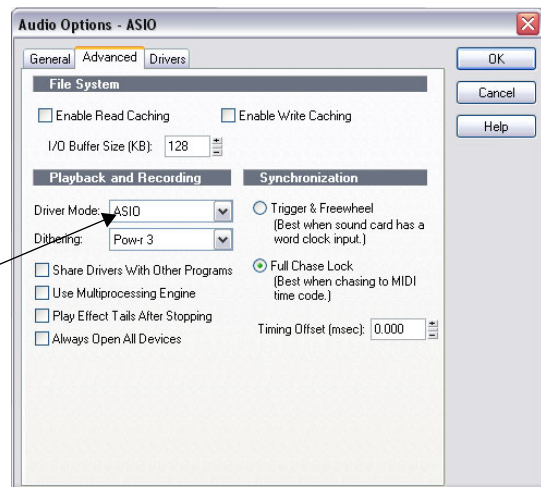 Audio Options - ASIO
General Advanced Drivers
OK
Cancel
Help
File System
Enable Read Caching
Enable Write Caching
I/O Buffer Size (KB): 128
Playback and Recording
Driver Mode: ASIO
Dithering: Pow-r 3
Share Drivers With Other Programs
Use Multiprocessing Engine
Play Effect Tails After Stopping
Always Open All Devices
Synchronization
Trigger & Freewheel
(Best when sound card has a
word clock input.)
Full Chase Lock
(Best when chasing to MIDI
time code.)
Timing Offset (msec): 0.000